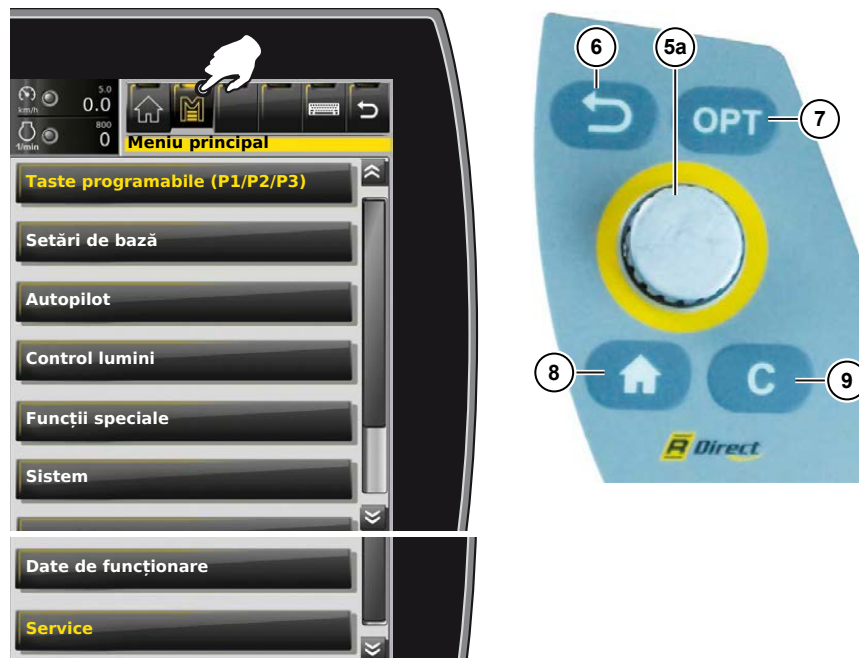 5.0
km/h 0.0
800
1/min 0
Meniu principal
Taste programabile (P1/P2/P3)
Setări de bază
Autopilot
Control lumini
Funcții speciale
Sistem
Date de funcționare
Service
6
5a
OPT
7
8
C
9
R Direct